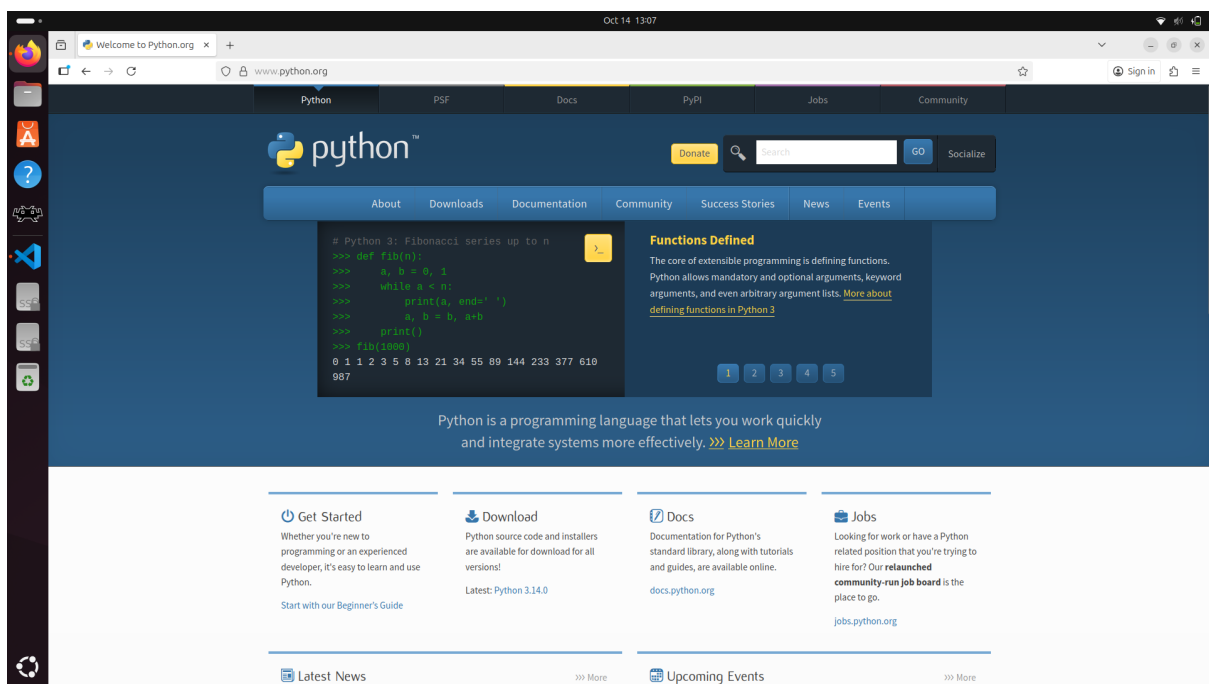 Oct 14 13:07
Welcome to Python.org
www.python.org
Sign in
Python
PSF
Docs
PyPI
Jobs
Community
python™
Donate
Search
GO
Socialize
About
Downloads
Documentation
Community
Success Stories
News
Events
# Python 3: Fibonacci series up to n
>>> def fib(n):
>>>     a, b = 0, 1
>>>     while a < n:
>>>         print(a, end=' ')
>>>         a, b = b, a+b
>>>     print()
>>> fib(1000)
0 1 1 2 3 5 8 13 21 34 55 89 144 233 377 610
987
>_
Functions Defined
The core of extensible programming is defining functions.
Python allows mandatory and optional arguments, keyword
arguments, and even arbitrary argument lists. More about
defining functions in Python 3
1
2
3
4
5
Python is a programming language that lets you work quickly
and integrate systems more effectively. >>> Learn More
Get Started
Whether you're new to
programming or an experienced
developer, it's easy to learn and use
Python.
Start with our Beginner's Guide
Download
Python source code and installers
are available for download for all
versions!
Latest: Python 3.14.0
Docs
Documentation for Python's
standard library, along with tutorials
and guides, are available online.
docs.python.org
Jobs
Looking for work or have a Python
related position that you're trying to
hire for? Our relaunched
community-run job board is the
place to go.
jobs.python.org
Latest News
>>> More
Upcoming Events
>>> More